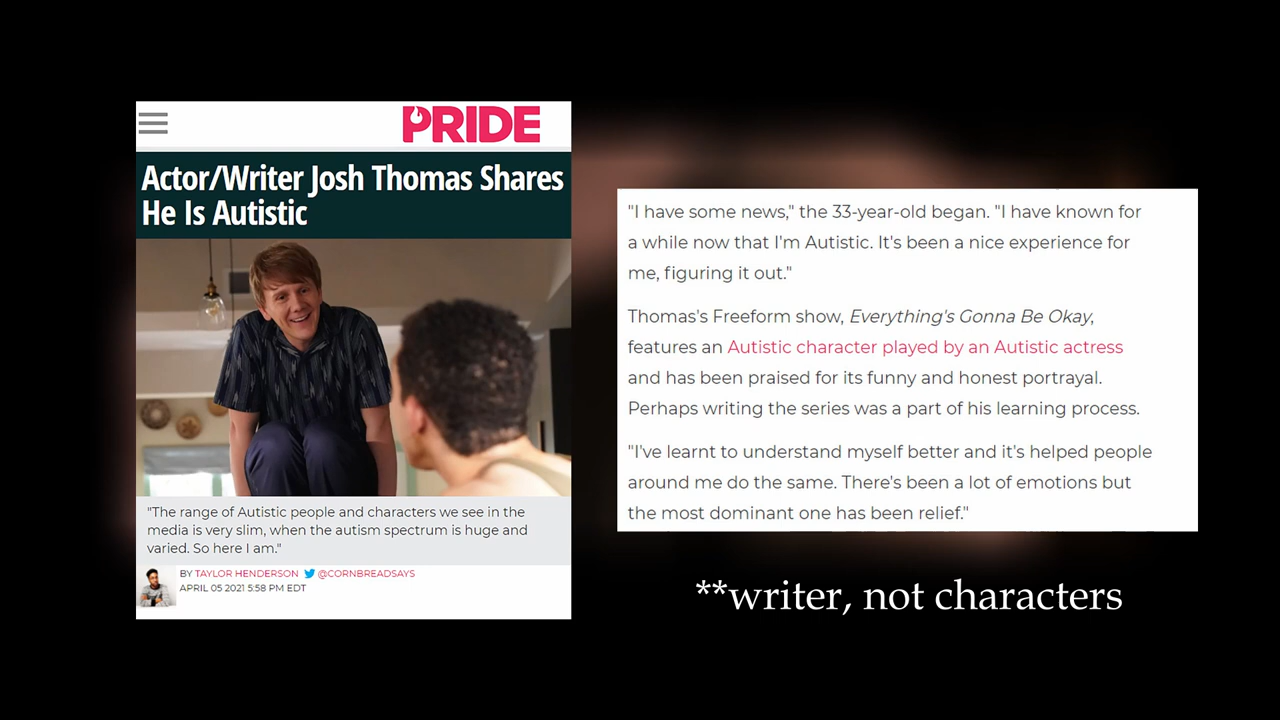 PRIDE
Actor/Writer Josh Thomas Shares
He Is Autistic
"The range of Autistic people and characters we see in the
media is very slim, when the autism spectrum is huge and
varied. So here I am."
BY TAYLOR HENDERSON @CORNBREADSAYS
APRIL 05 2021 5:58 PM EDT
"I have some news," the 33-year-old began. "I have known for
a while now that I'm Autistic. It's been a nice experience for
me, figuring it out."
Thomas's Freeform show, Everything's Gonna Be Okay,
features an Autistic character played by an Autistic actress
and has been praised for its funny and honest portrayal.
Perhaps writing the series was a part of his learning process.
"I've learnt to understand myself better and it's helped people
around me do the same. There's been a lot of emotions but
the most dominant one has been relief."
**writer, not characters